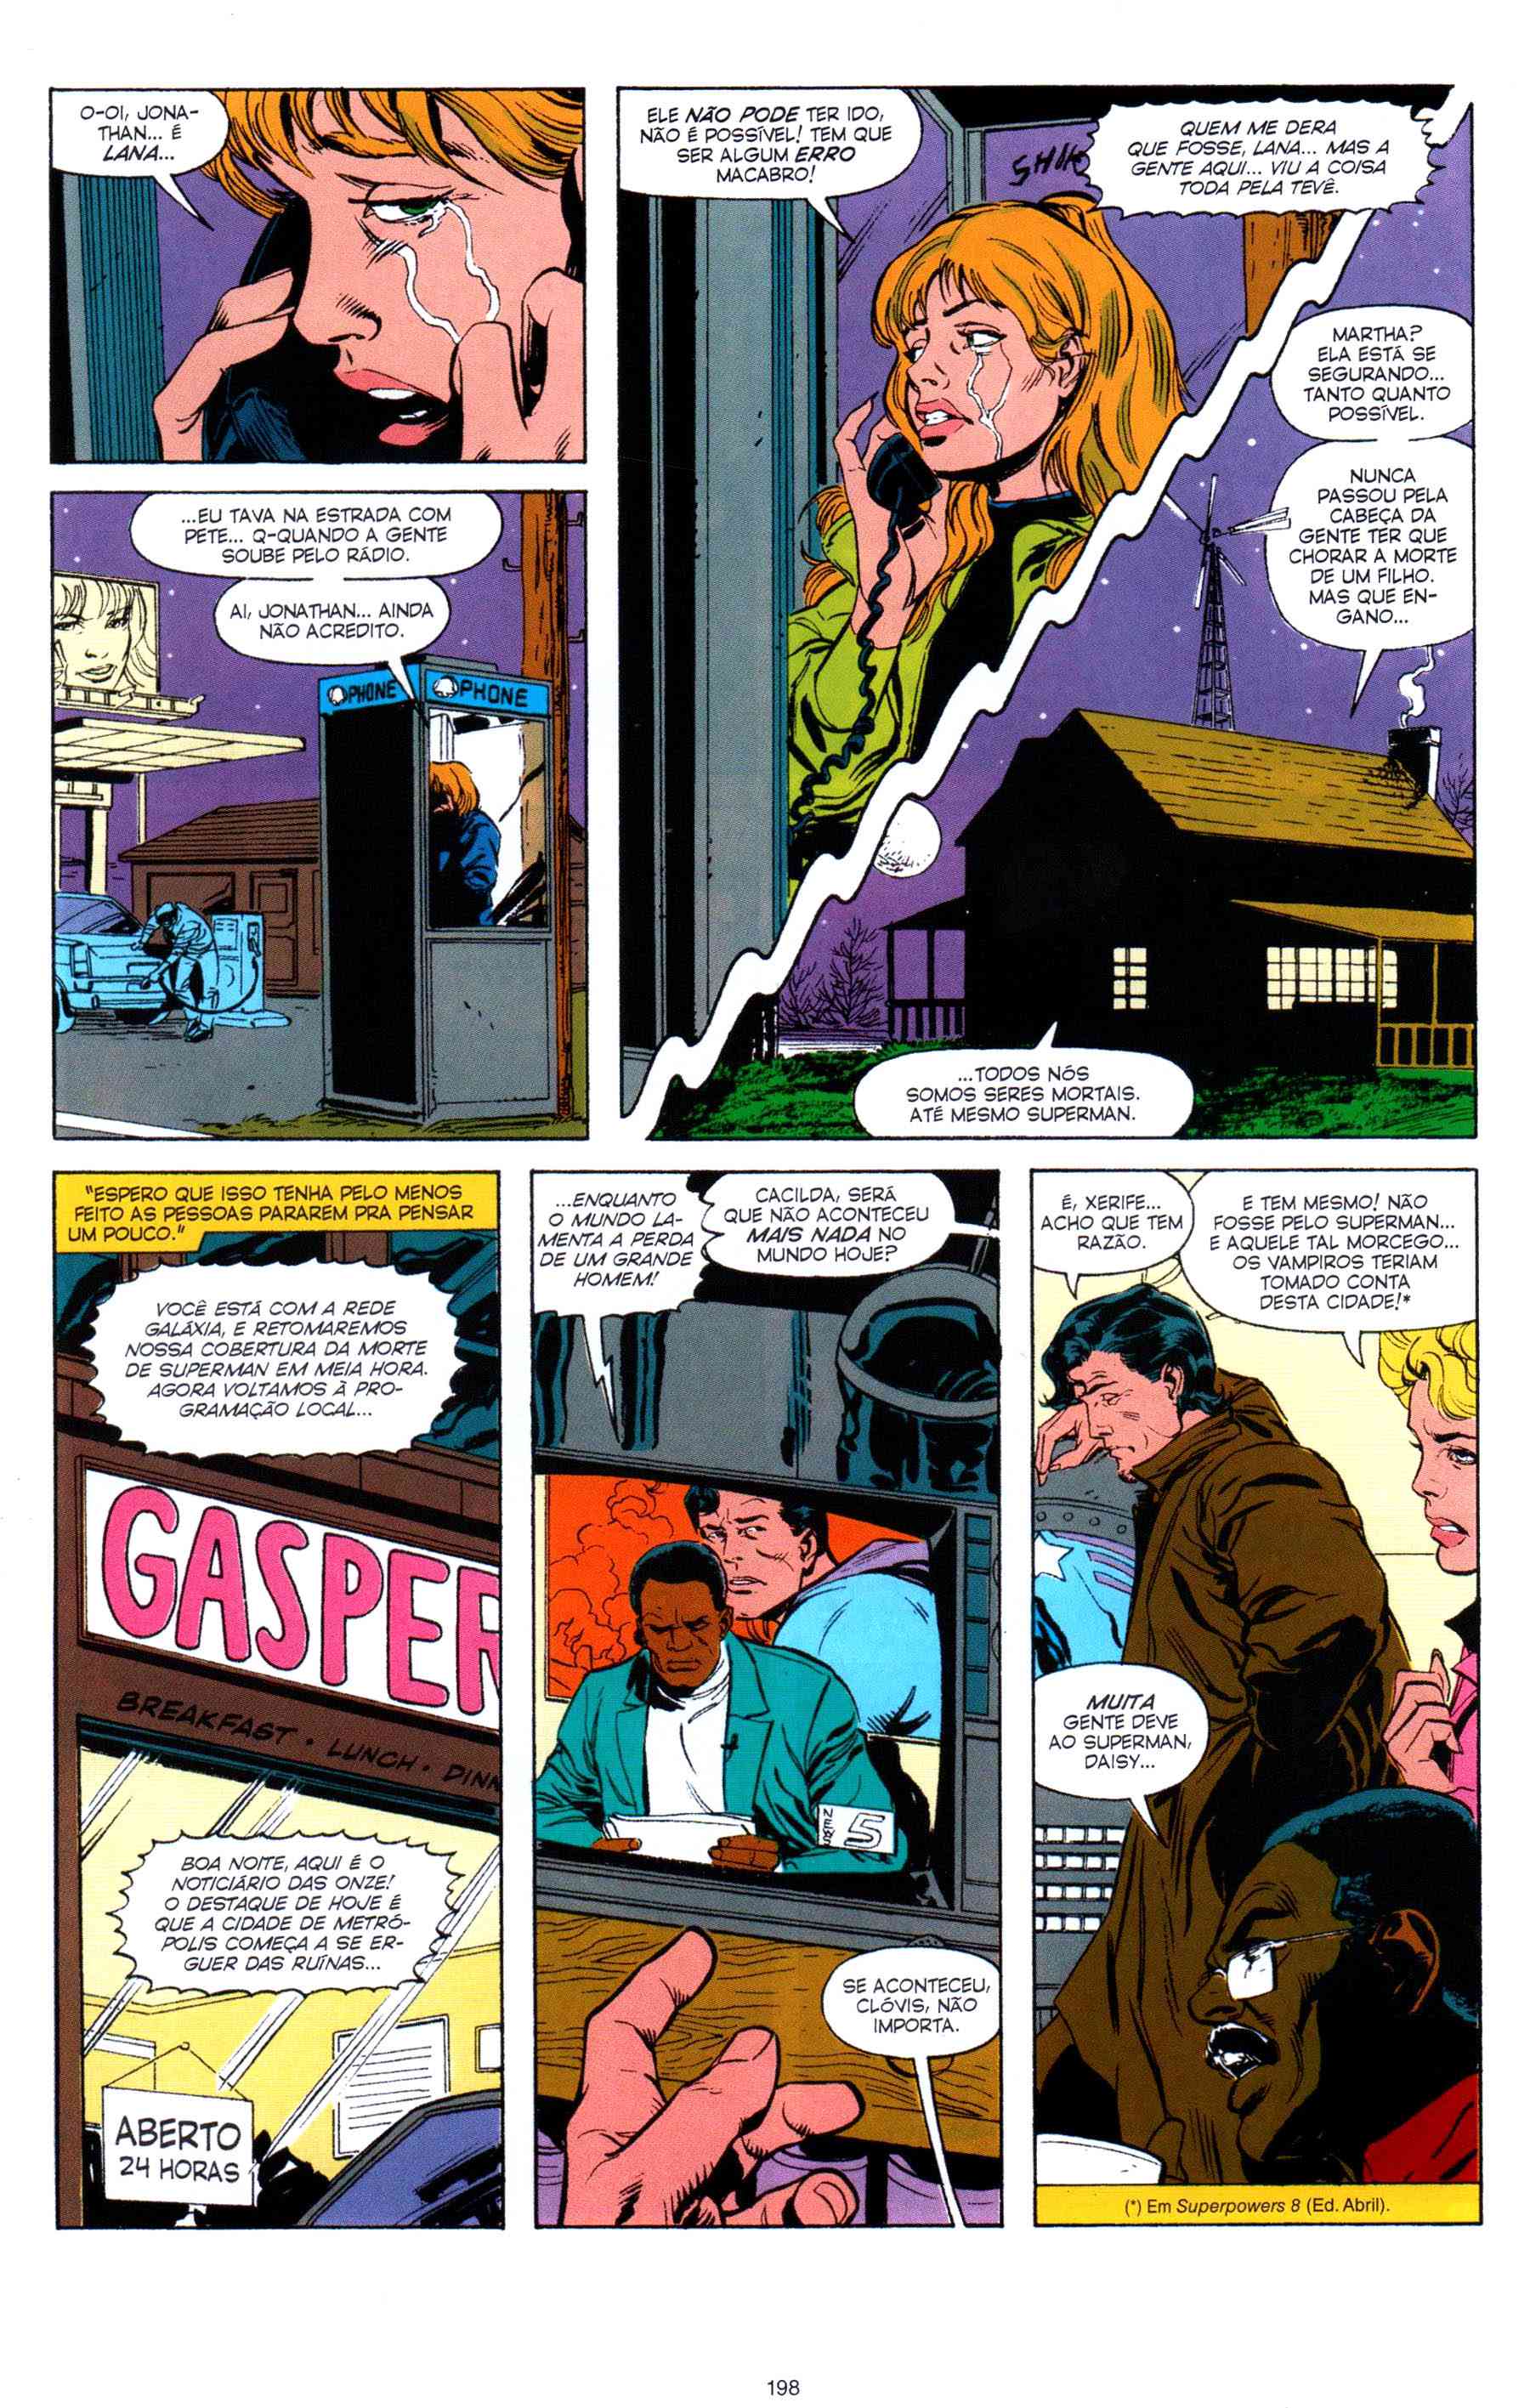 O-OI, JONA-
THAN... É
LANA...
...EU TAVA NA ESTRADA COM
PETE... Q-QUANDO A GENTE
SOUBE PELO RÁDIO.
AI, JONATHAN... AINDA
NÃO ACREDITO.
PHONE
PHONE
ELE NÃO PODE TER IDO,
NÃO É POSSÍVEL! TEM QUE
SER ALGUM ERRO
MACABRO!
QUEM ME DERA
QUE FOSSE, LANA... MAS A
GENTE AQUI... VIU A COISA
TODA PELA TEVÊ.
MARTHA?
ELA ESTÁ SE
SEGURANDO...
TANTO QUANTO
POSSÍVEL.
NUNCA
PASSOU PELA
CABEÇA DA
GENTE TER QUE
CHORAR A MORTE
DE UM FILHO.
MAS QUE EN-
GANO...
...TODOS NÓS
SOMOS SERES MORTAIS.
ATÉ MESMO SUPERMAN.
"ESPERO QUE ISSO TENHA PELO MENOS
FEITO AS PESSOAS PARAREM PRA PENSAR
UM POUCO."
VOCÊ ESTÁ COM A REDE
GALÁXIA, E RETOMAREMOS
NOSSA COBERTURA DA MORTE
DE SUPERMAN EM MEIA HORA.
AGORA VOLTAMOS À PRO-
GRAMAÇÃO LOCAL...
GASPER
BREAKFAST • LUNCH • DINN
BOA NOITE, AQUI É O
NOTICIÁRIO DAS ONZE!
O DESTAQUE DE HOJE É
QUE A CIDADE DE METRÓ-
POLIS COMEÇA A SE ER-
GUER DAS RUÍNAS...
ABERTO
24 HORAS
...ENQUANTO
O MUNDO LA-
MENTA A PERDA
DE UM GRANDE
HOMEM!
CACILDA, SERÁ
QUE NÃO ACONTECEU
MAIS NADA NO
MUNDO HOJE?
NEWS
5
SE ACONTECEU,
CLÓVIS, NÃO
IMPORTA.
É, XERIFE...
ACHO QUE TEM
RAZÃO.
E TEM MESMO! NÃO
FOSSE PELO SUPERMAN...
E AQUELE TAL MORCEGO...
OS VAMPIROS TERIAM
TOMADO CONTA
DESTA CIDADE!*
MUITA
GENTE DEVE
AO SUPERMAN,
DAISY...
(*) Em Superpowers 8 (Ed. Abril).
198